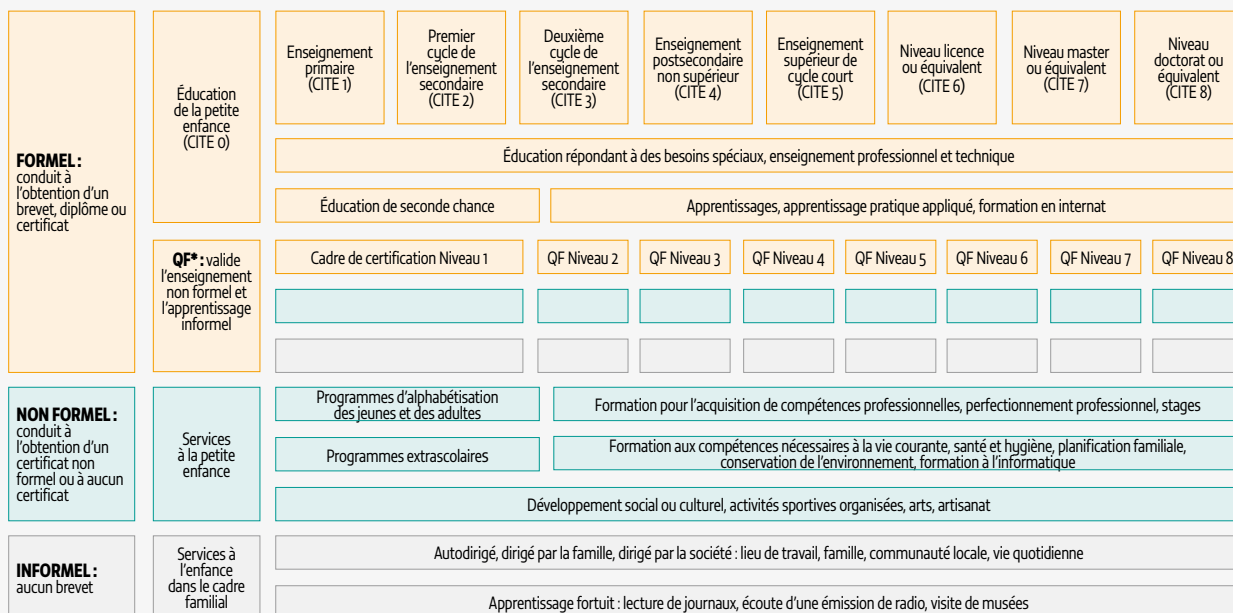 FORMEL :
conduit à
l'obtention d'un
brevet, diplôme ou
certificat
Éducation
de la petite
enfance
(CITE 0)
Enseignement
primaire
(CITE 1)
Premier
cycle de
l'enseignement
secondaire
(CITE 2)
Deuxième
cycle de
l'enseignement
secondaire
(CITE 3)
Enseignement
postsecondaire
non supérieur
(CITE 4)
Enseignement
supérieur de
cycle court
(CITE 5)
Niveau licence
ou équivalent
(CITE 6)
Niveau master
ou équivalent
(CITE 7)
Niveau
doctorat ou
équivalent
(CITE 8)
Éducation répondant à des besoins spéciaux, enseignement professionnel et technique
Éducation de seconde chance
Apprentissages, apprentissage pratique appliqué, formation en internat
QF* : valide
l'enseignement
non formel et
l'apprentissage
informel
Cadre de certification Niveau 1
QF Niveau 2
QF Niveau 3
QF Niveau 4
QF Niveau 5
QF Niveau 6
QF Niveau 7
QF Niveau 8
NON FORMEL :
conduit à
l'obtention d'un
certificat non
formel ou à aucun
certificat
Services
à la petite
enfance
Programmes d'alphabétisation
des jeunes et des adultes
Formation pour l'acquisition de compétences professionnelles, perfectionnement professionnel, stages
Programmes extrascolaires
Formation aux compétences nécessaires à la vie courante, santé et hygiène, planification familiale,
conservation de l'environnement, formation à l'informatique
Développement social ou culturel, activités sportives organisées, arts, artisanat
INFORMEL :
aucun brevet
Services à
l'enfance
dans le cadre
familial
Autodirigé, dirigé par la famille, dirigé par la société : lieu de travail, famille, communauté locale, vie quotidienne
Apprentissage fortuit : lecture de journaux, écoute d'une émission de radio, visite de musées